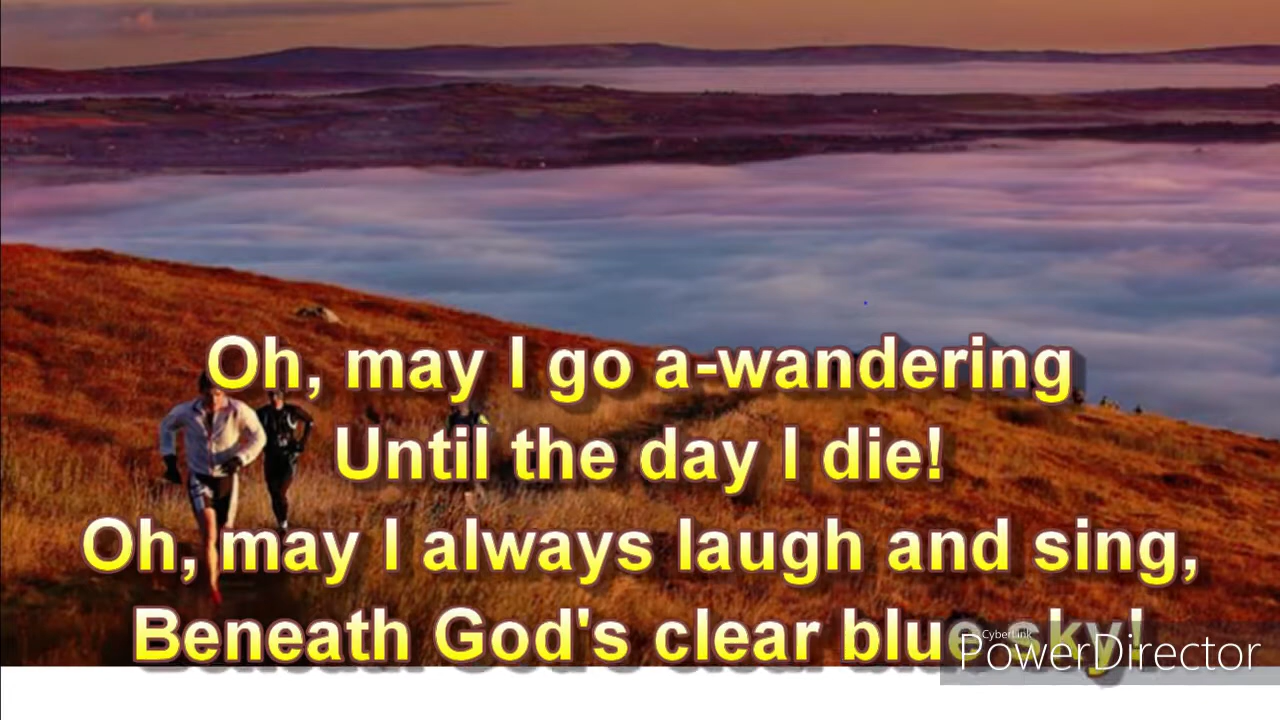 Oh, may I go a-wandering
Until the day I die!
Oh, may I always laugh and sing,
Beneath God's clear blue sky!
CyberLink
PowerDirector